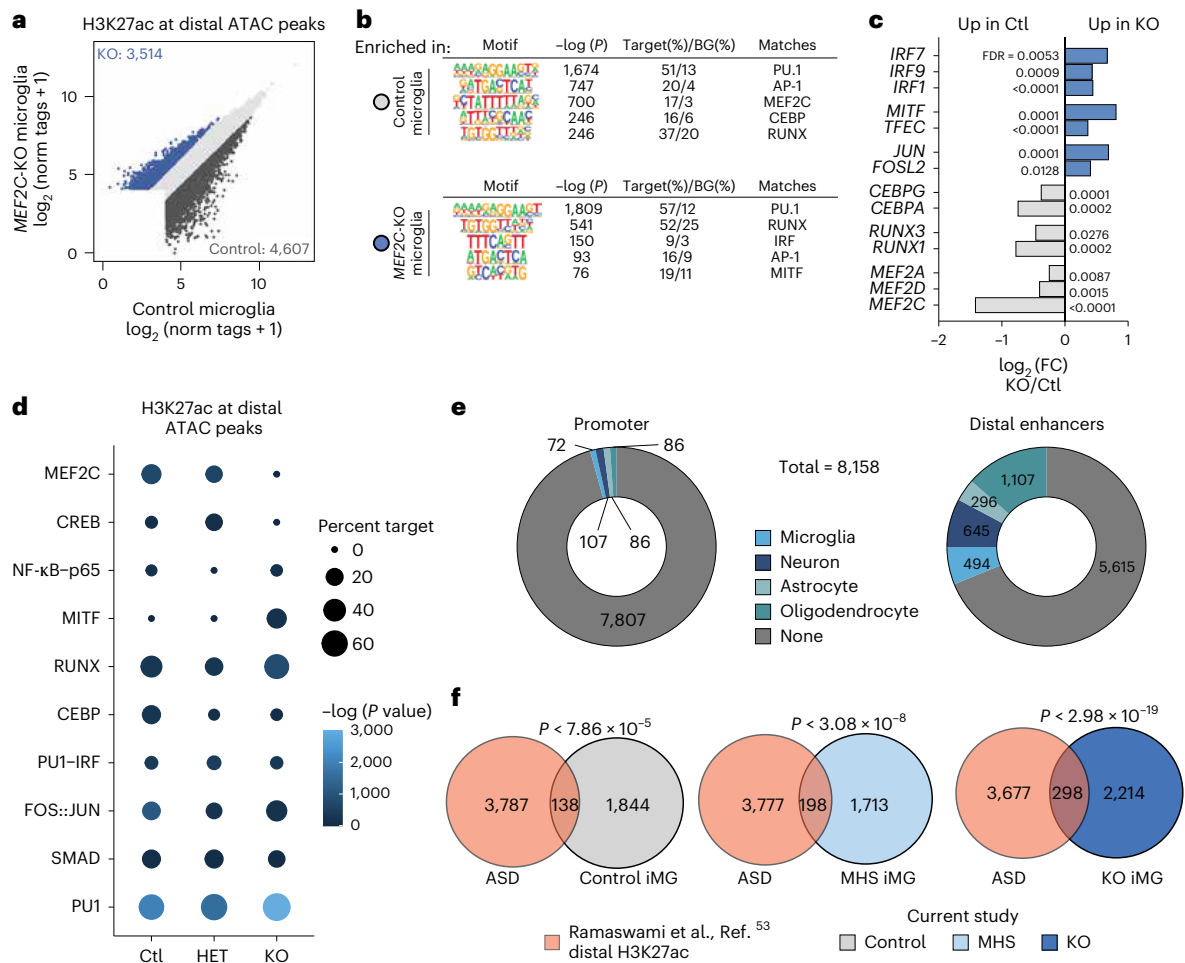 a
H3K27ac at distal ATAC peaks
KO: 3,514
Control: 4,607
MEF2C-KO microglia
log2 (norm tags + 1)
10
5
0
0 5 10
Control microglia
log2 (norm tags + 1)
b
Enriched in:
Motif –log (P) Target(%)/BG(%) Matches
Control
microglia
1,674 51/13 PU.1
747 20/4 AP-1
700 17/3 MEF2C
246 16/6 CEBP
246 37/20 RUNX
Motif –log (P) Target(%)/BG(%) Matches
MEF2C-KO
microglia
1,809 57/12 PU.1
541 52/25 RUNX
TTTCAGTT 150 9/3 IRF
ATGACTCA 93 16/9 AP-1
76 19/11 MITF
c
Up in Ctl Up in KO
IRF7 FDR = 0.0053
IRF9 0.0009
IRF1 <0.0001
MITF 0.0001
TFEC <0.0001
JUN 0.0001
FOSL2 0.0128
CEBPG 0.0001
CEBPA 0.0002
RUNX3 0.0276
RUNX1 0.0002
MEF2A 0.0087
MEF2D 0.0015
MEF2C <0.0001
–2 –1 0 1
log2 (FC)
KO/Ctl
d
H3K27ac at distal
ATAC peaks
MEF2C
CREB
NF-κB–p65
MITF
RUNX
CEBP
PU1–IRF
FOS::JUN
SMAD
PU1
Ctl HET KO
Percent target
0
20
40
60
–log (P value)
3,000
2,000
1,000
0
e
Promoter
72
86
107
86
7,807
Total = 8,158
Microglia
Neuron
Astrocyte
Oligodendrocyte
None
Distal enhancers
1,107
296
645
494
5,615
f
P < 7.86 × 10–5
3,787 138 1,844
ASD Control iMG
P < 3.08 × 10–8
3,777 198 1,713
ASD MHS iMG
P < 2.98 × 10–19
3,677 298 2,214
ASD KO iMG
Ramaswami et al., Ref. 53
distal H3K27ac
Current study
Control MHS KO